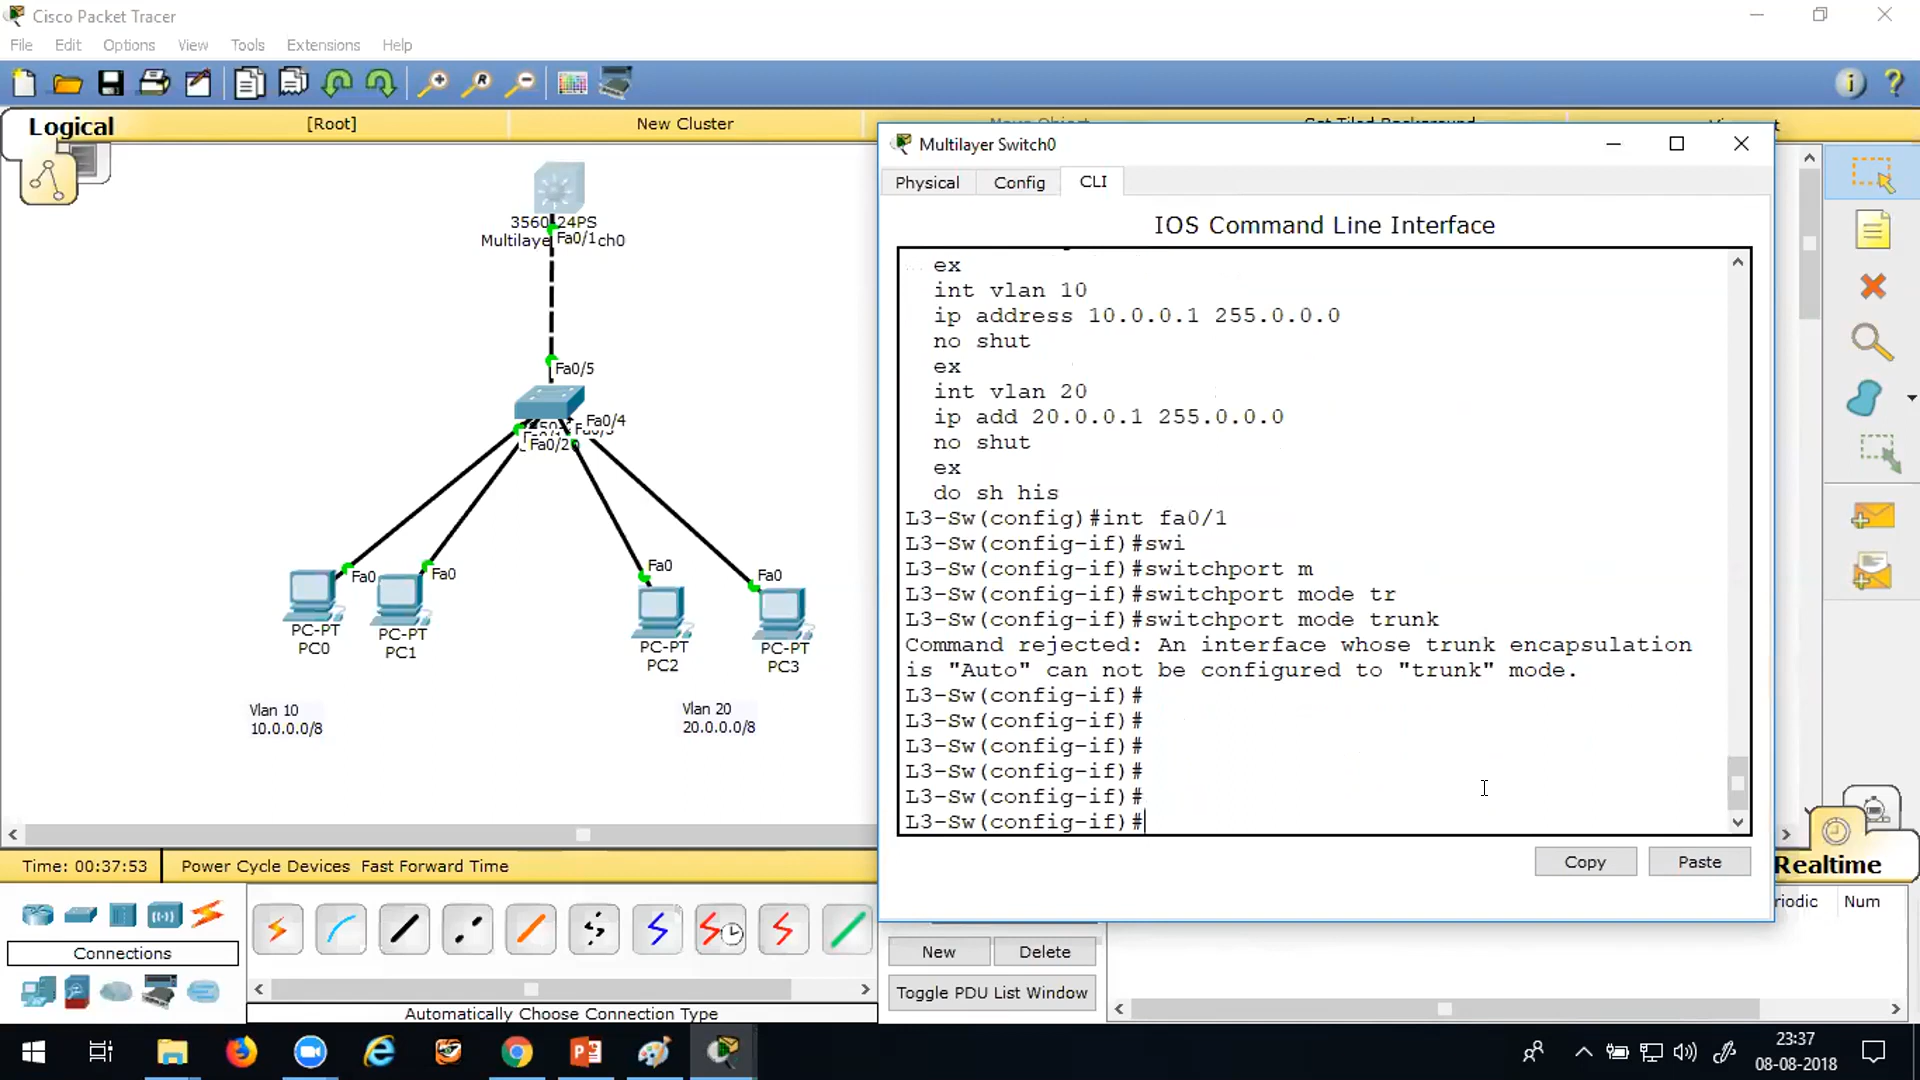 Cisco Packet Tracer
File Edit Options View Tools Extensions Help
Logical
[Root]
New Cluster
Multilayer Switch0
Physical Config CLI
IOS Command Line Interface
ex
int vlan 10
ip address 10.0.0.1 255.0.0.0
no shut
ex
int vlan 20
ip add 20.0.0.1 255.0.0.0
no shut
ex
do sh his
L3-Sw(config)#int fa0/1
L3-Sw(config-if)#swi
L3-Sw(config-if)#switchport m
L3-Sw(config-if)#switchport mode tr
L3-Sw(config-if)#switchport mode trunk
Command rejected: An interface whose trunk encapsulation
is "Auto" can not be configured to "trunk" mode.
L3-Sw(config-if)#
L3-Sw(config-if)#
L3-Sw(config-if)#
L3-Sw(config-if)#
L3-Sw(config-if)#
L3-Sw(config-if)#
Copy Paste
3560-24PS
Fa0/1
Fa0/5
Fa0/4
Fa0/2
Fa0
Fa0
Fa0
Fa0
PC-PT
PC0
PC-PT
PC1
PC-PT
PC2
PC-PT
PC3
Vlan 10
10.0.0.0/8
Vlan 20
20.0.0.0/8
Time: 00:37:53
Power Cycle Devices Fast Forward Time
Realtime
Num
Connections
Automatically Choose Connection Type
New Delete
Toggle PDU List Window
23:37
08-08-2018